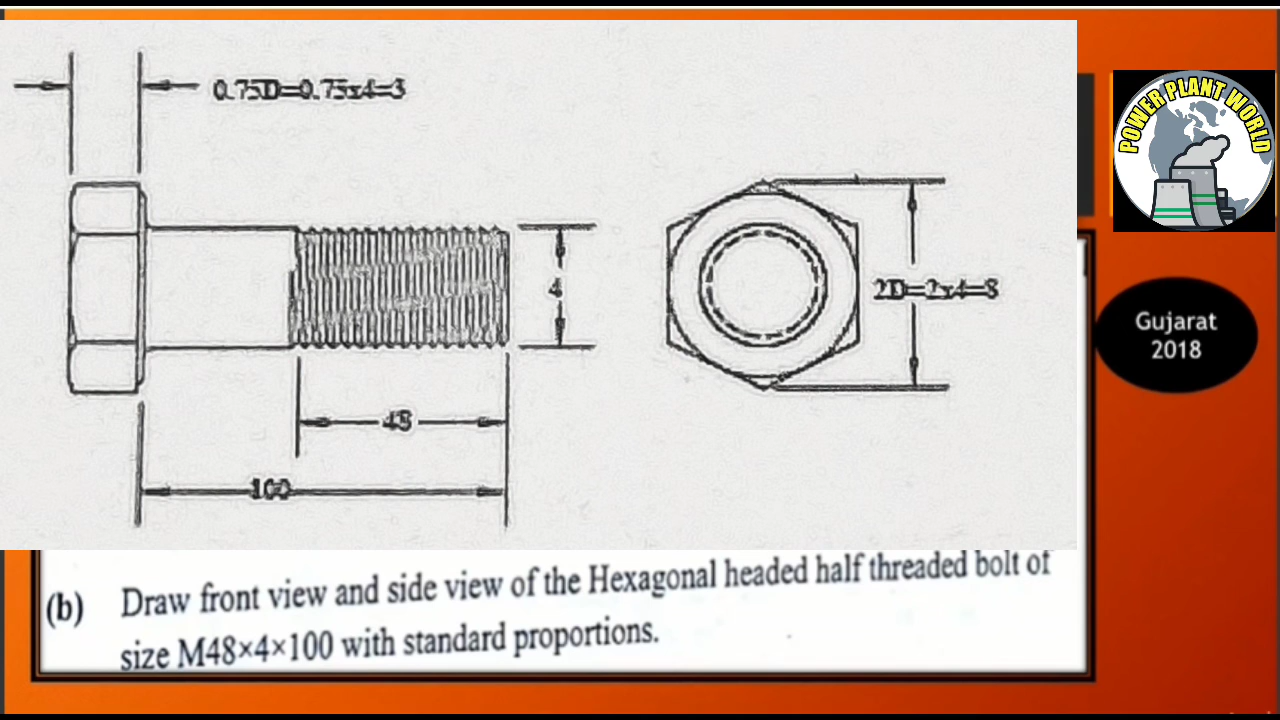 0.75D=0.75x4=3
POWER PLANT WORLD
4
2D=2x4=8
Gujarat
2018
48
100
(b) Draw front view and side view of the Hexagonal headed half threaded bolt of
size M48×4×100 with standard proportions.